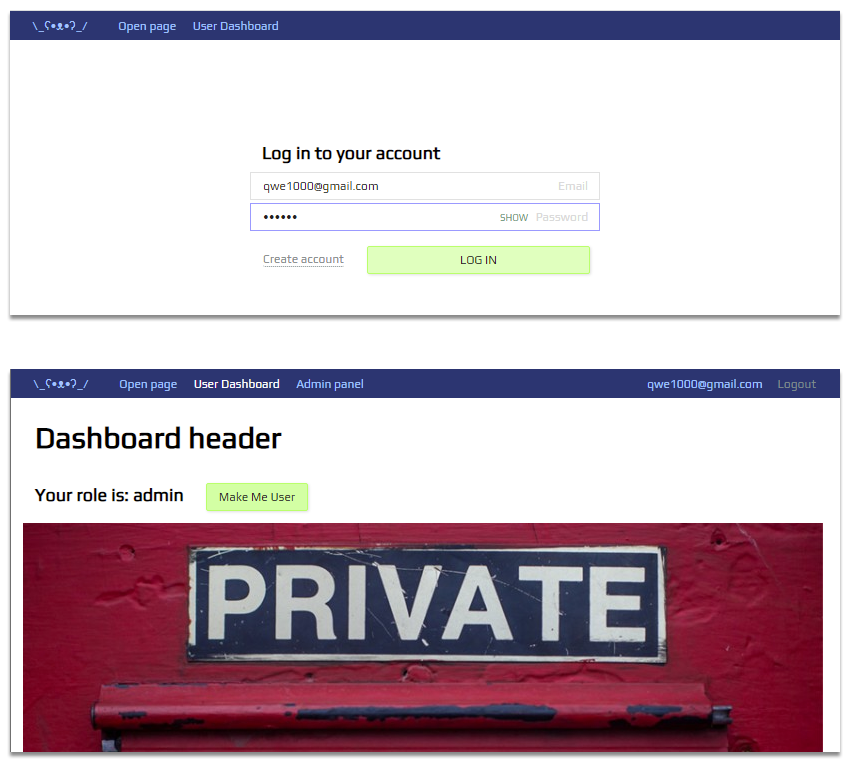 \_ʕ•ᴥ•ʔ_/ Open page User Dashboard
Log in to your account
qwe1000@gmail.com Email
•••••• SHOW Password
Create account LOG IN
\_ʕ•ᴥ•ʔ_/ Open page User Dashboard Admin panel qwe1000@gmail.com Logout
Dashboard header
Your role is: admin Make Me User
PRIVATE